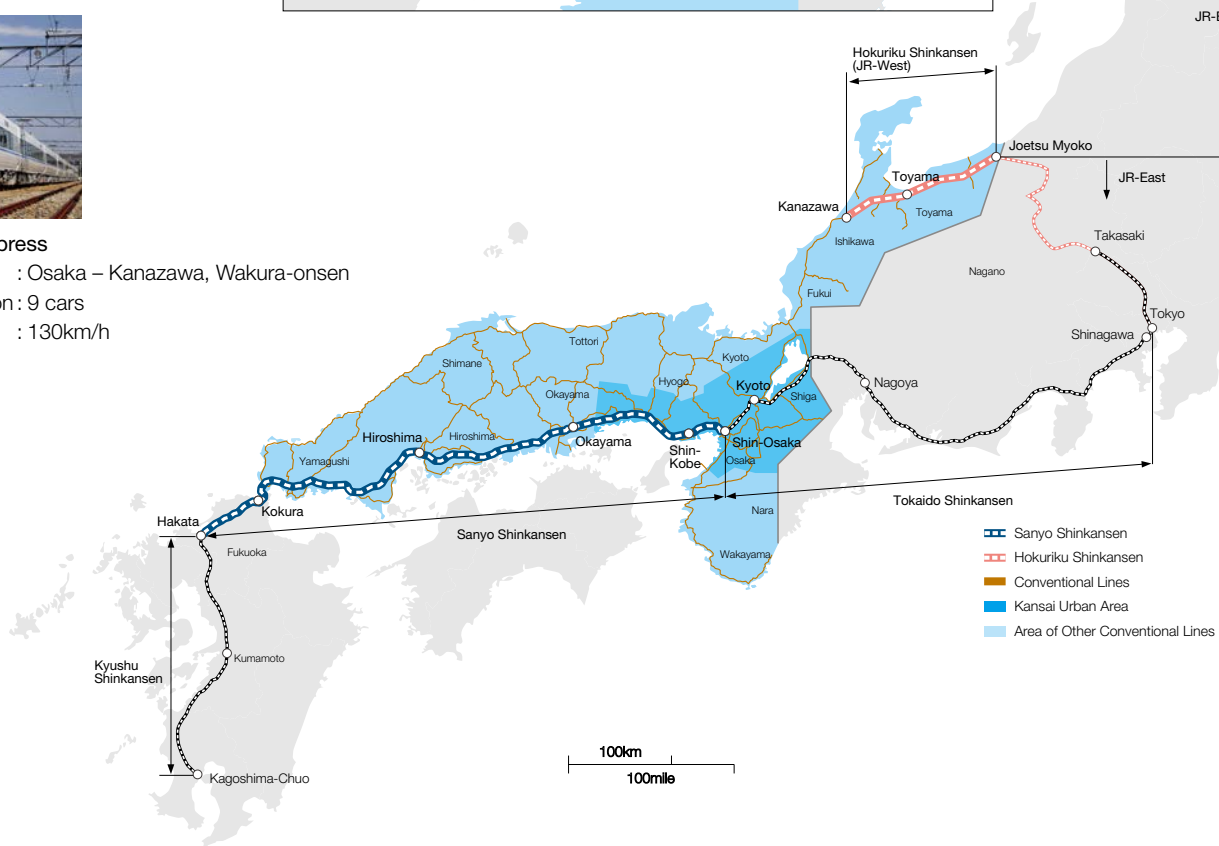 JR-E
Hokuriku Shinkansen
(JR-West)
Joetsu Myoko
JR-East
Toyama
Kanazawa
Toyama
Ishikawa
Takasaki
Nagano
Fukui
press
: Osaka – Kanazawa, Wakura-onsen
on : 9 cars
: 130km/h
Tokyo
Shinagawa
Tottori
Kyoto
Shimane
Hyogo
Kyoto
Nagoya
Okayama
Shiga
Hiroshima
Hiroshima
Okayama
Shin-Osaka
Shin-
Kobe
Osaka
Yamagushi
Kokura
Tokaido Shinkansen
Nara
Hakata
Sanyo Shinkansen
Fukuoka
Wakayama
Sanyo Shinkansen
Hokuriku Shinkansen
Conventional Lines
Kansai Urban Area
Area of Other Conventional Lines
Kumamoto
Kyushu
Shinkansen
100km
100mile
Kagoshima-Chuo